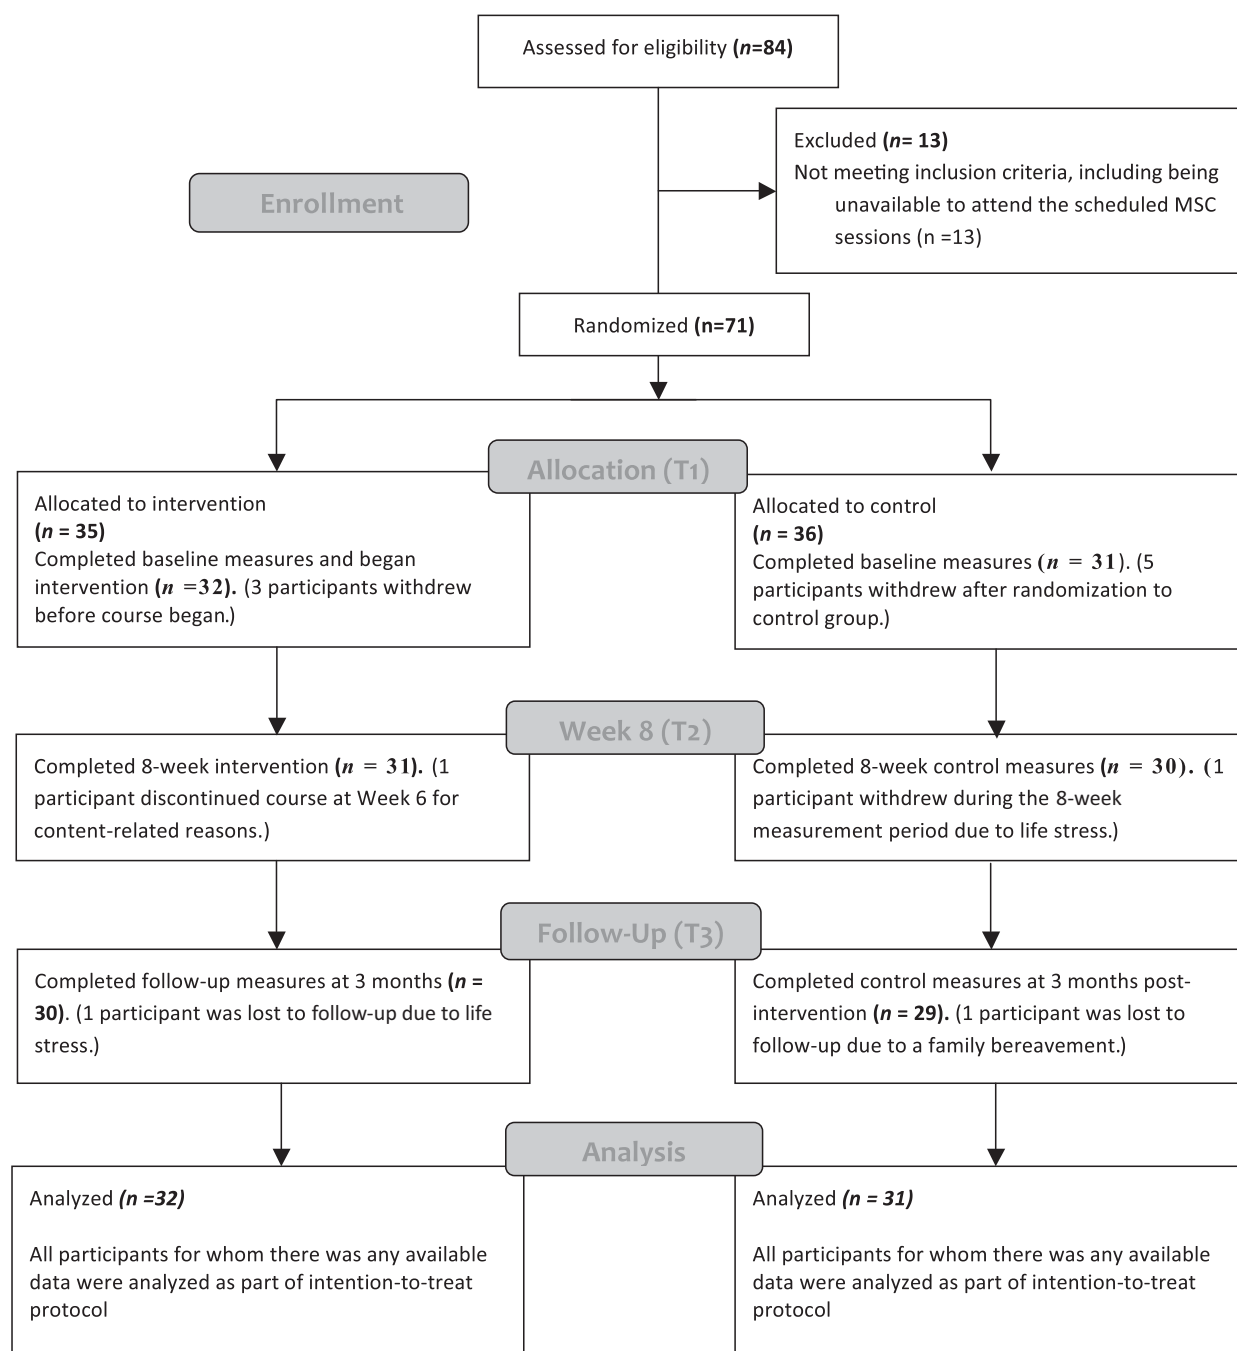 Assessed for eligibility (n=84)
Excluded (n= 13)
Not meeting inclusion criteria, including being
unavailable to attend the scheduled MSC
sessions (n =13)
Enrollment
Randomized (n=71)
Allocation (T1)
Allocated to intervention
(n = 35)
Completed baseline measures and began
intervention (n =32). (3 participants withdrew
before course began.)
Allocated to control
(n = 36)
Completed baseline measures (n = 31). (5
participants withdrew after randomization to
control group.)
Week 8 (T2)
Completed 8-week intervention (n = 31). (1
participant discontinued course at Week 6 for
content-related reasons.)
Completed 8-week control measures (n = 30). (1
participant withdrew during the 8-week
measurement period due to life stress.)
Follow-Up (T3)
Completed follow-up measures at 3 months (n =
30). (1 participant was lost to follow-up due to life
stress.)
Completed control measures at 3 months post-
intervention (n = 29). (1 participant was lost to
follow-up due to a family bereavement.)
Analysis
Analyzed (n =32)
All participants for whom there was any available
data were analyzed as part of intention-to-treat
protocol
Analyzed (n = 31)
All participants for whom there was any available
data were analyzed as part of intention-to-treat
protocol